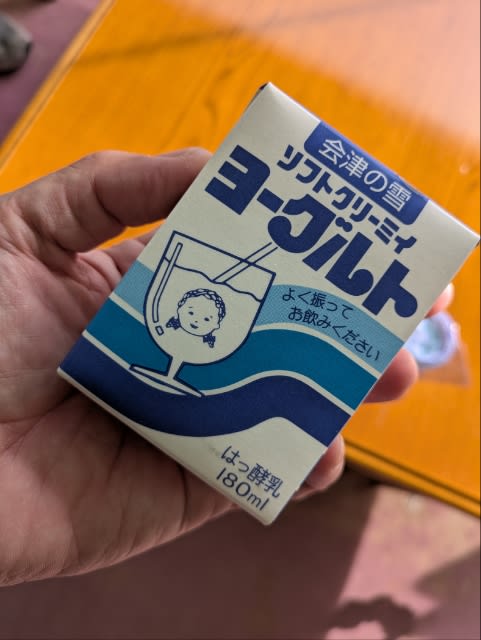 会津の雪
ソフトクリーミィ
ヨーグルト
よく振って
お飲みください
はっ酵乳
180ml